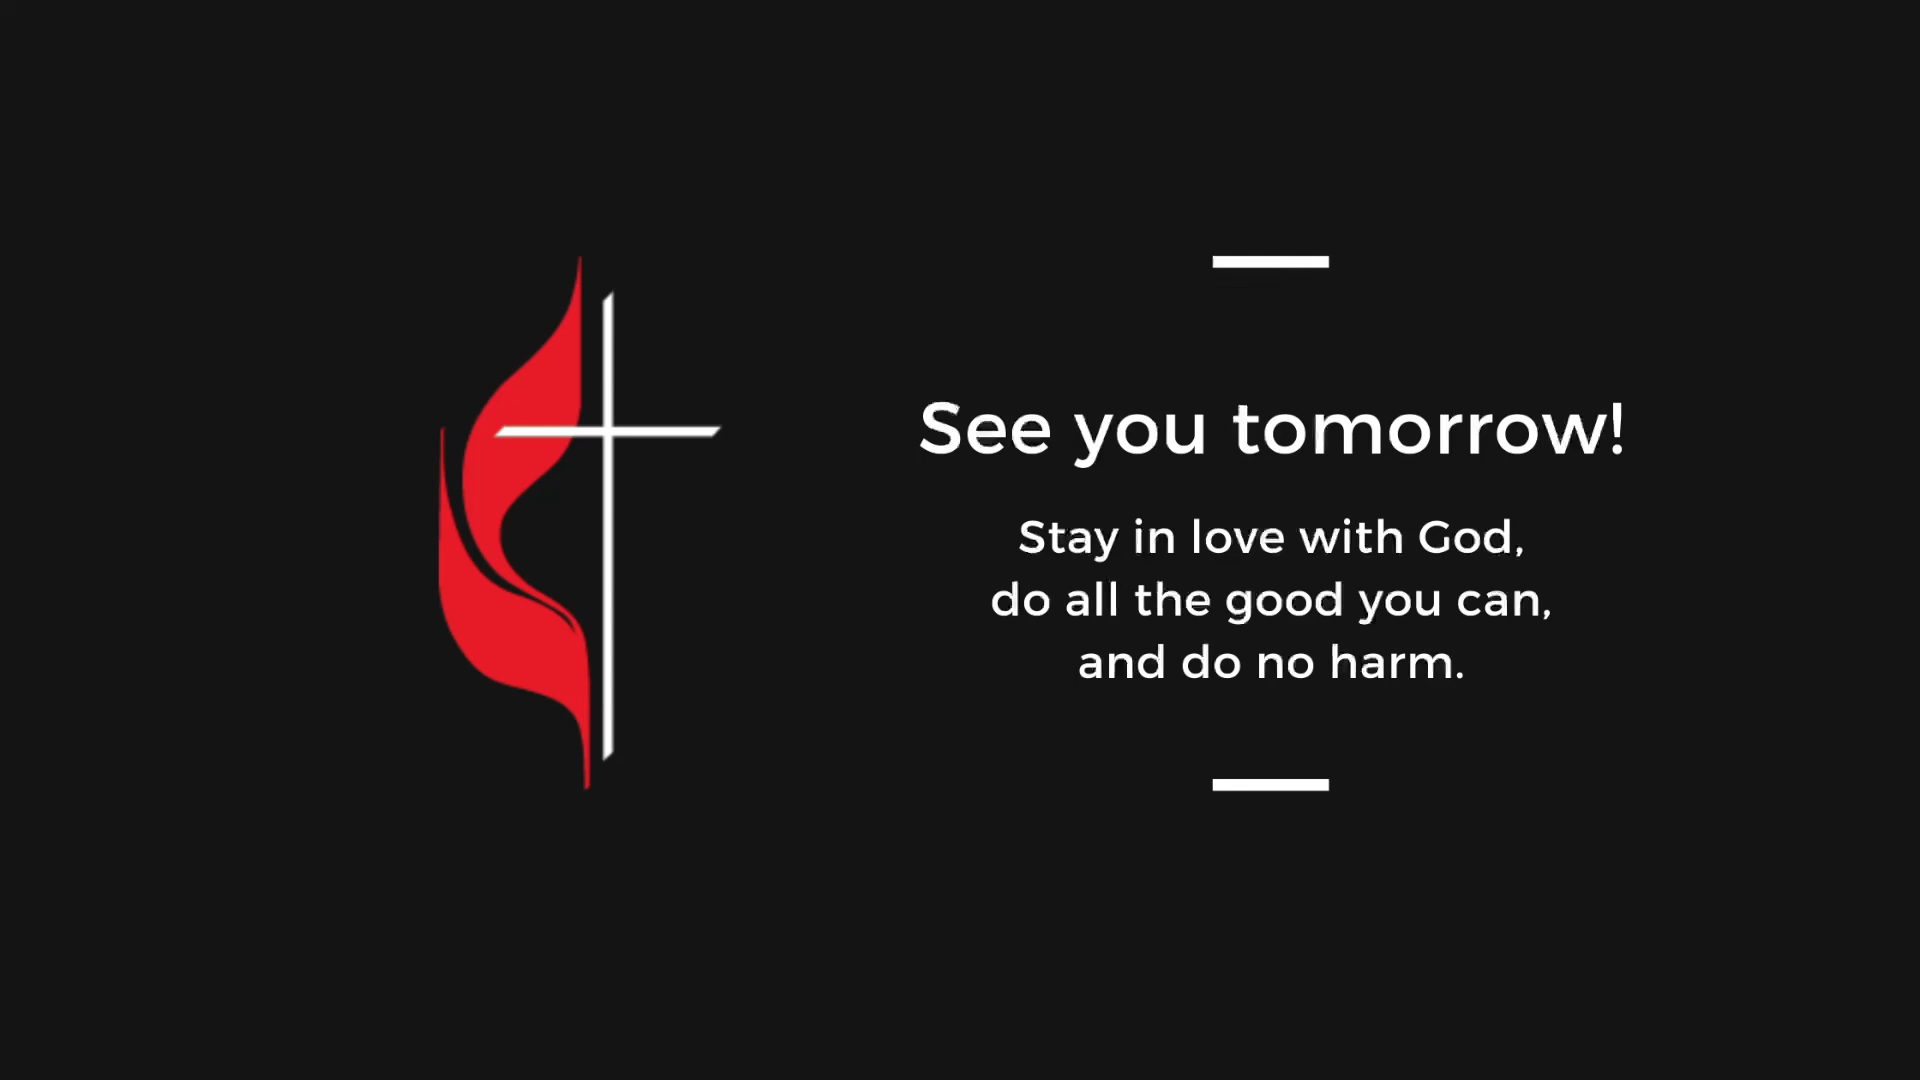 See you tomorrow!
Stay in love with God,
do all the good you can,
and do no harm.